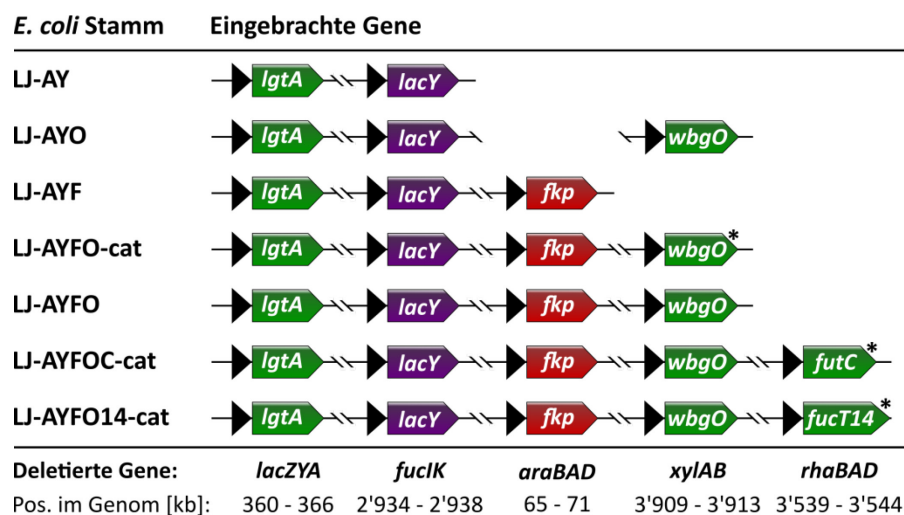 E. coli Stamm Eingebrachte Gene
LJ-AY lgtA lacY
LJ-AYO lgtA lacY wbgO
LJ-AYF lgtA lacY fkp
LJ-AYFO-cat lgtA lacY fkp wbgO*
LJ-AYFO lgtA lacY fkp wbgO
LJ-AYFOC-cat lgtA lacY fkp wbgO futC*
LJ-AYFO14-cat lgtA lacY fkp wbgO fucT14*
Deletierte Gene: lacZYA fucIK araBAD xylAB rhaBAD
Pos. im Genom [kb]: 360 - 366 2'934 - 2'938 65 - 71 3'909 - 3'913 3'539 - 3'544